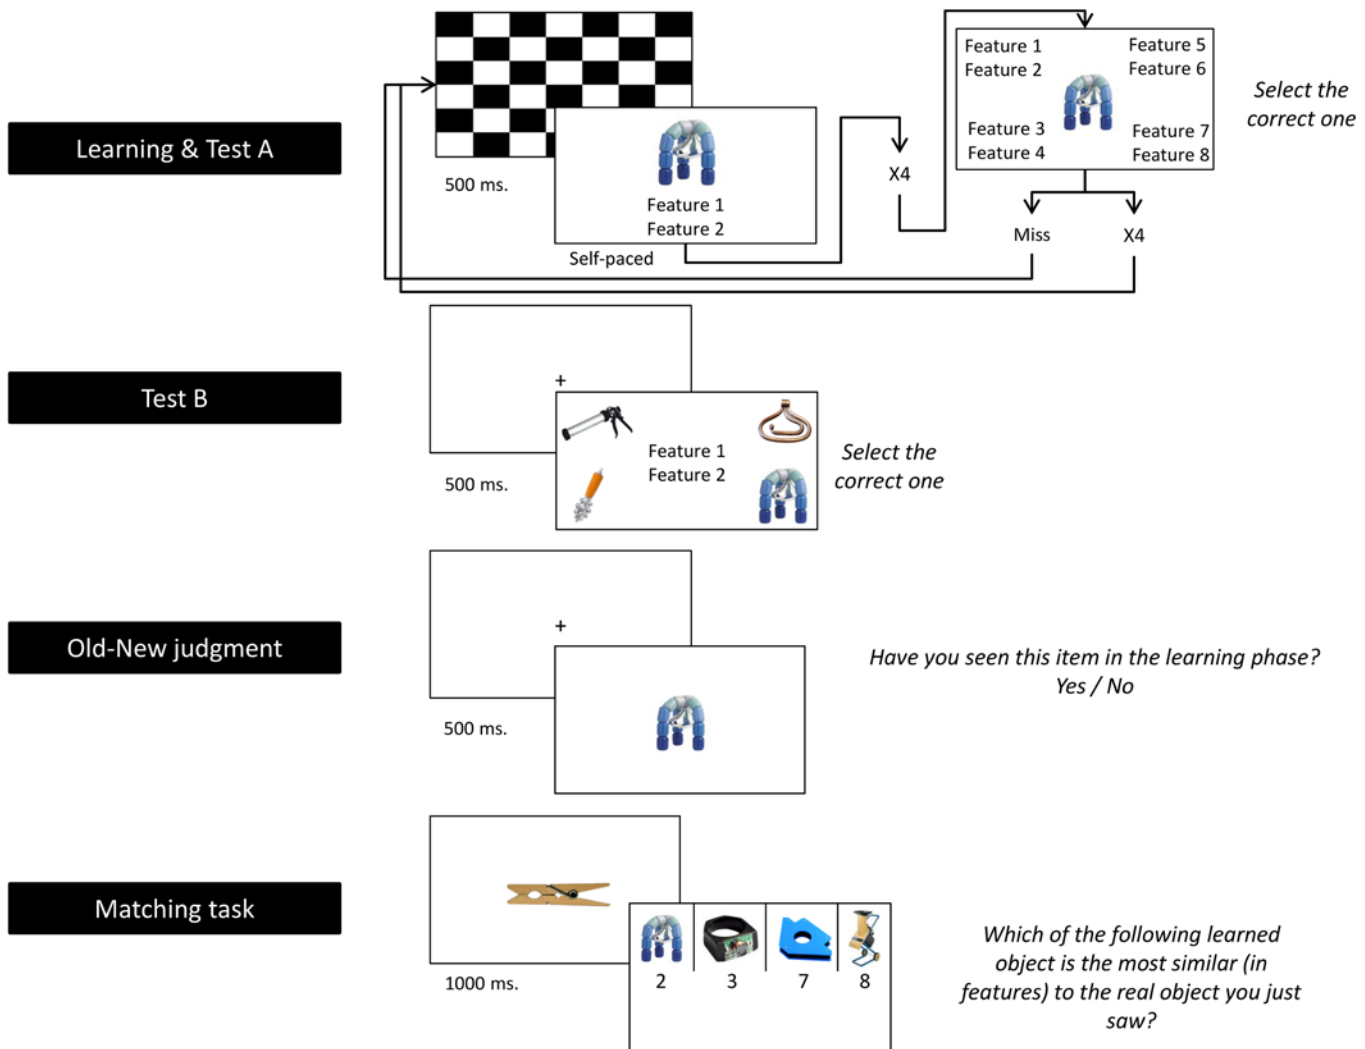 Learning & Test A
500 ms.
Feature 1
Feature 2
Self-paced
X4
Feature 1
Feature 2
Feature 5
Feature 6
Feature 3
Feature 4
Feature 7
Feature 8
Select the
correct one
Miss
X4
Test B
+
500 ms.
Feature 1
Feature 2
Select the
correct one
Old-New judgment
+
500 ms.
Have you seen this item in the learning phase?
Yes / No
Matching task
1000 ms.
2 3 7 8
Which of the following learned
object is the most similar (in
features) to the real object you just
saw?